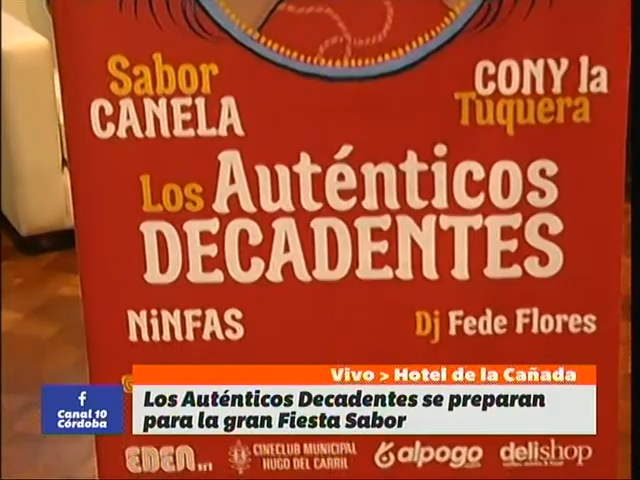 Sabor
CANELA
CONY la
Tuquera
Los Auténticos
DECADENTES
NiNFAS
Dj Fede Flores
Vivo > Hotel de la Cañada
f
Canal 10
Córdoba
Los Auténticos Decadentes se preparan
para la gran Fiesta Sabor
EDEN SRL
CINECLUB MUNICIPAL
HUGO DEL CARRIL
alpogo
delishop